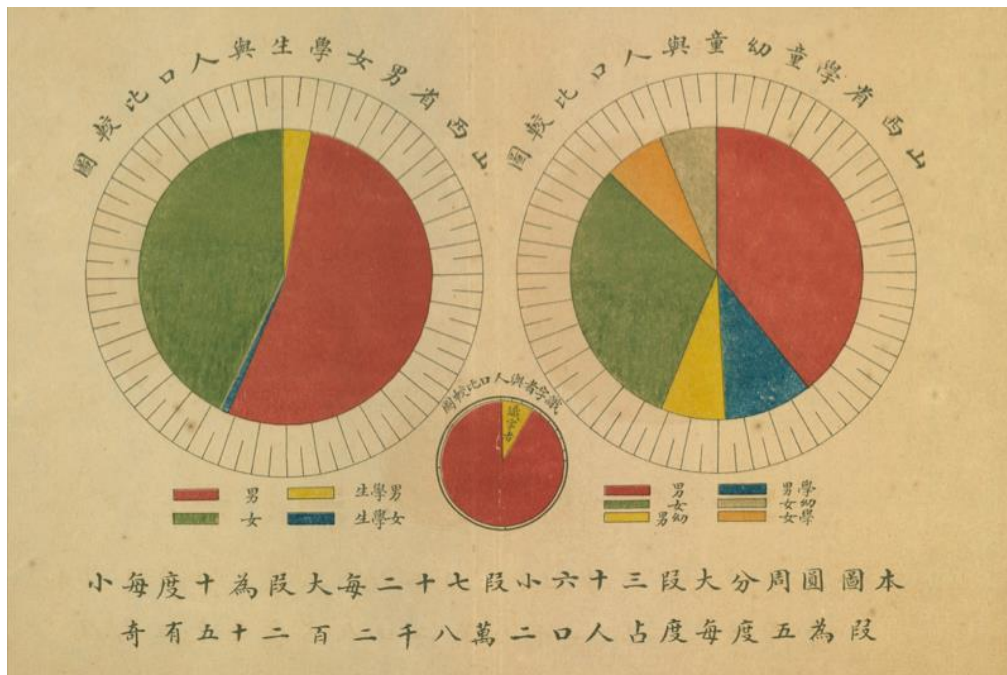 山西省學童幼童與人口比較圖
山西省男女學生與人口比較圖
識字者與人口比較圖
識字者
學男
男
幼女
女
學女
幼男
男學生
男
女學生
女
本圖圓周分大段三十六小段七十二每大段為十度每小
段為五度每度占人口二萬八千二百二十五有奇